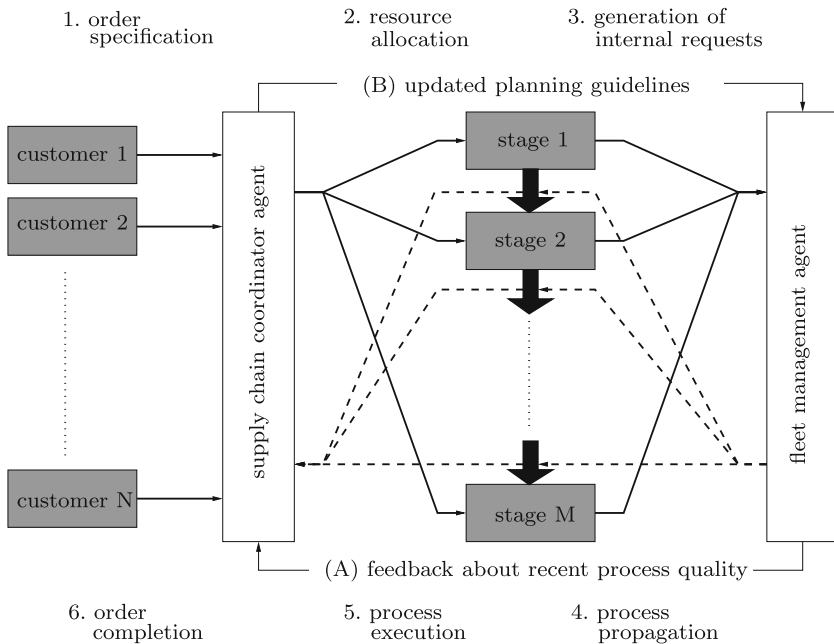 1. order
specification
2. resource
allocation
3. generation of
internal requests
(B) updated planning guidelines
customer 1
customer 2
customer N
supply chain coordinator agent
stage 1
stage 2
stage M
fleet management agent
(A) feedback about recent process quality
6. order
completion
5. process
execution
4. process
propagation